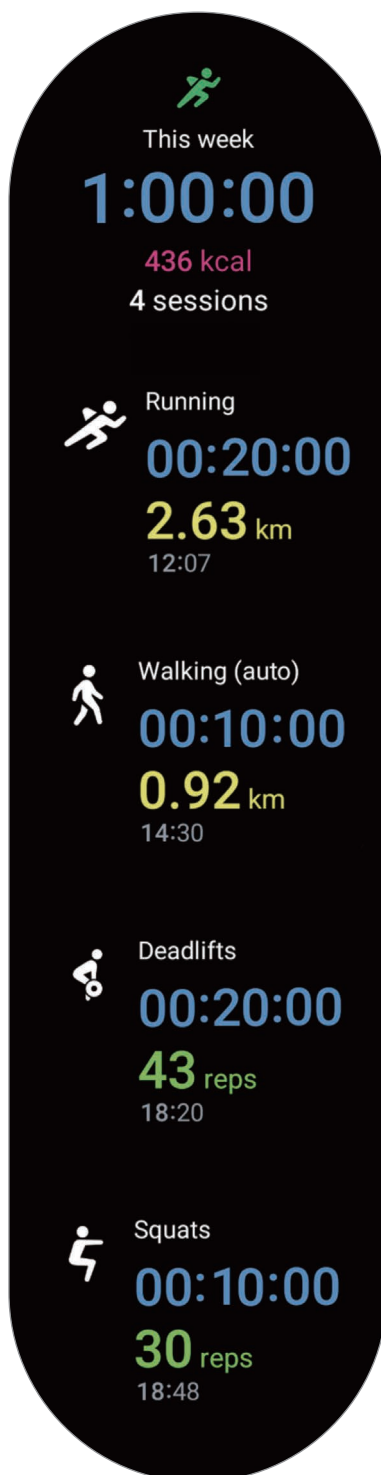 This week
1:00:00
436 kcal
4 sessions
Running
00:20:00
2.63 km
12:07
Walking (auto)
00:10:00
0.92 km
14:30
Deadlifts
00:20:00
43 reps
18:20
Squats
00:10:00
30 reps
18:48